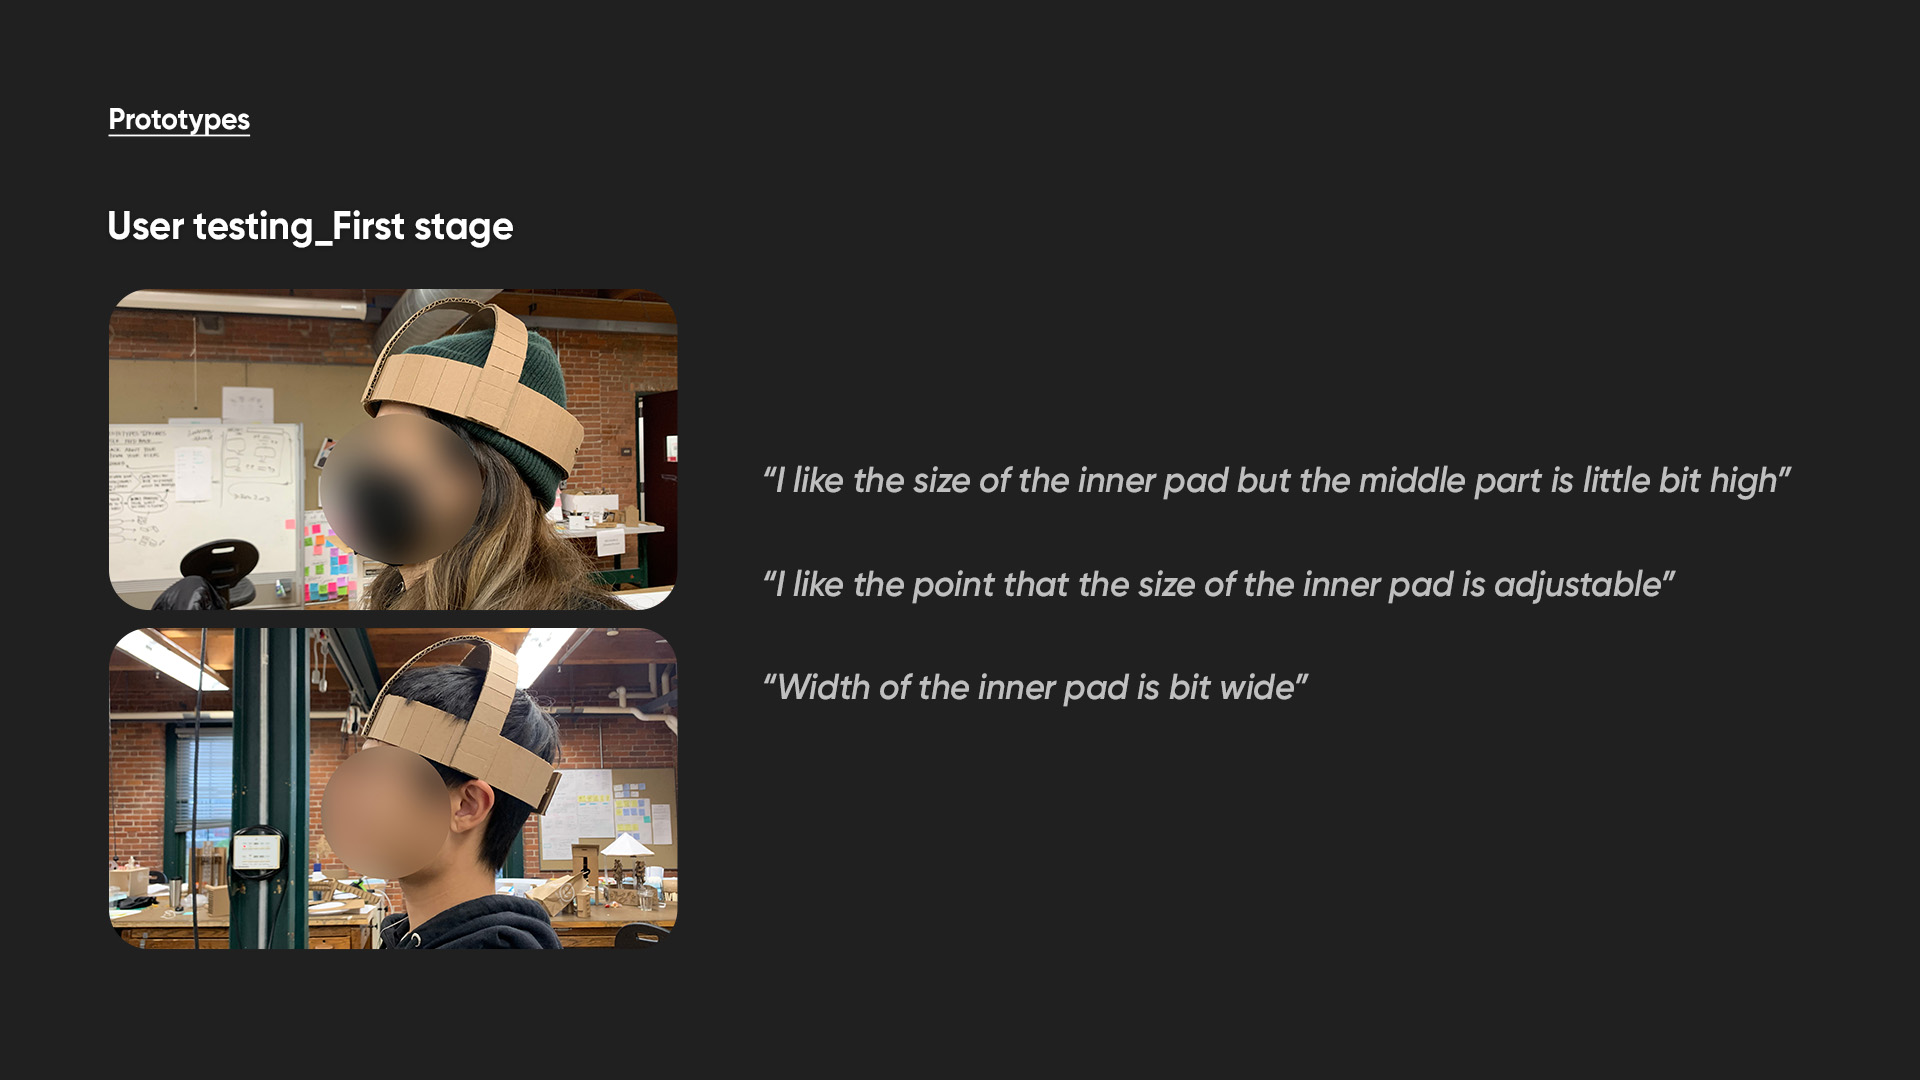 Prototypes
User testing_First stage
“I like the size of the inner pad but the middle part is little bit high”
“I like the point that the size of the inner pad is adjustable”
“Width of the inner pad is bit wide”